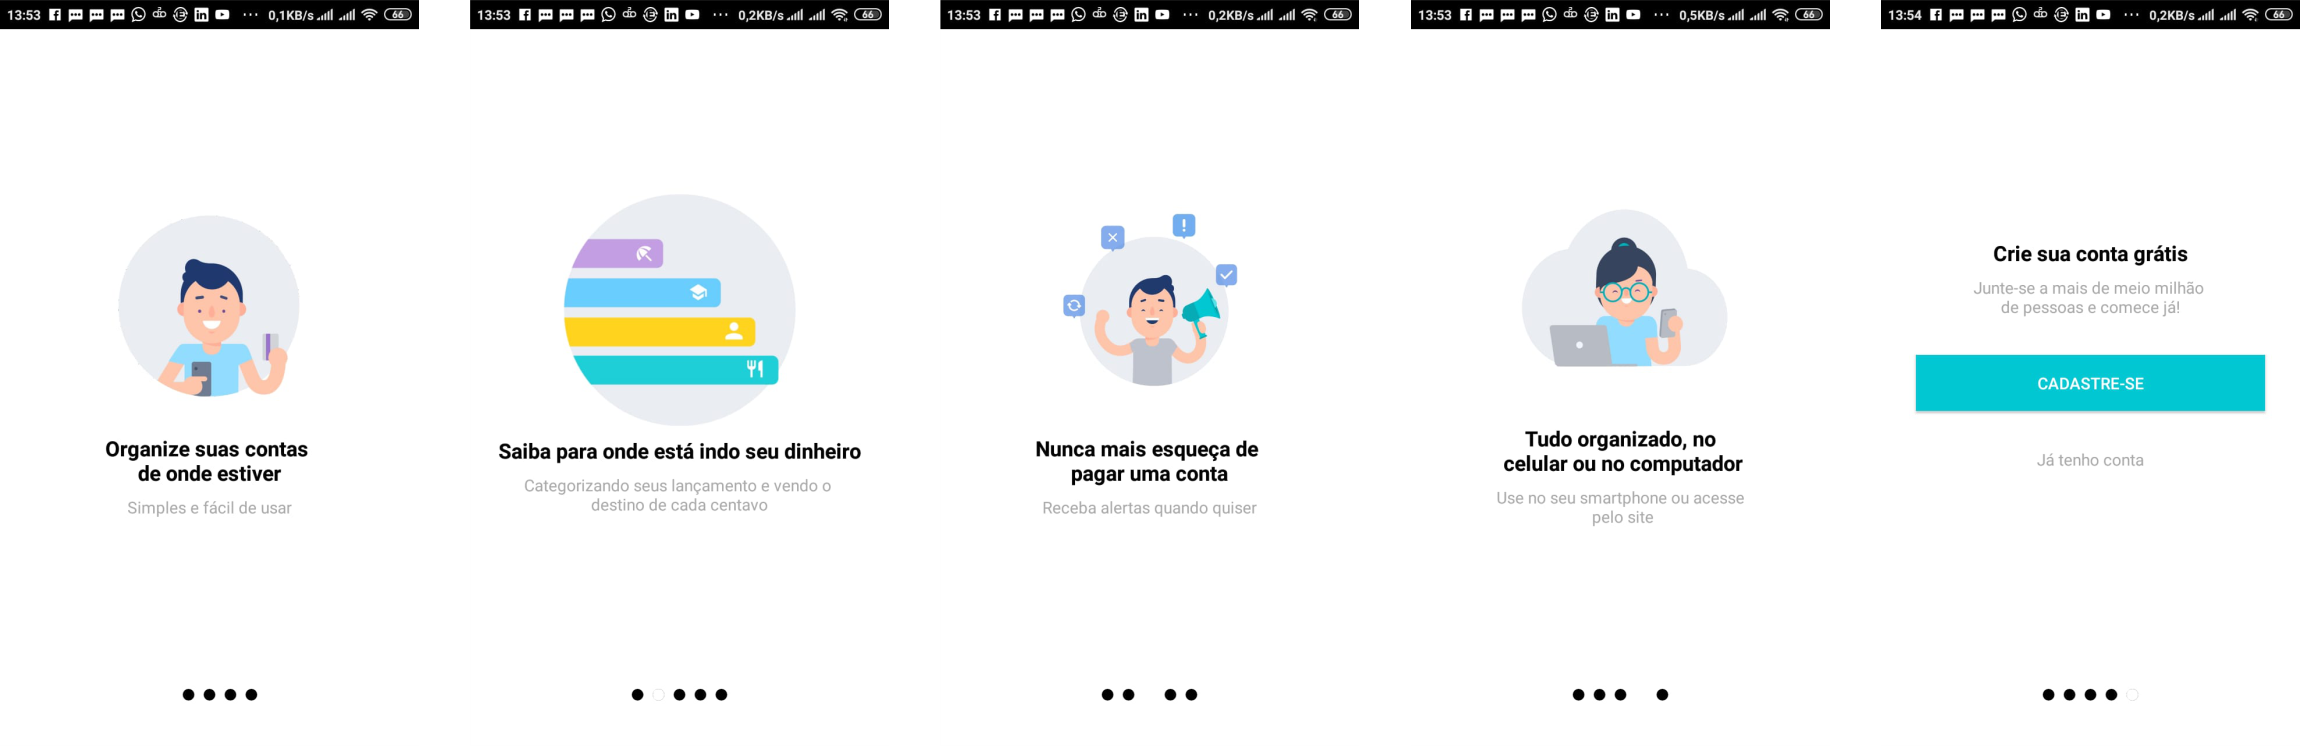 13:53 ... 0,1KB/s 66
Organize suas contas
de onde estiver
Simples e fácil de usar
13:53 ... 0,2KB/s 66
Saiba para onde está indo seu dinheiro
Categorizando seus lançamento e vendo o
destino de cada centavo
13:53 ... 0,2KB/s 66
Nunca mais esqueça de
pagar uma conta
Receba alertas quando quiser
13:53 ... 0,5KB/s 66
Tudo organizado, no
celular ou no computador
Use no seu smartphone ou acesse
pelo site
13:54 ... 0,2KB/s 66
Crie sua conta grátis
Junte-se a mais de meio milhão
de pessoas e comece já!
CADASTRE-SE
Já tenho conta